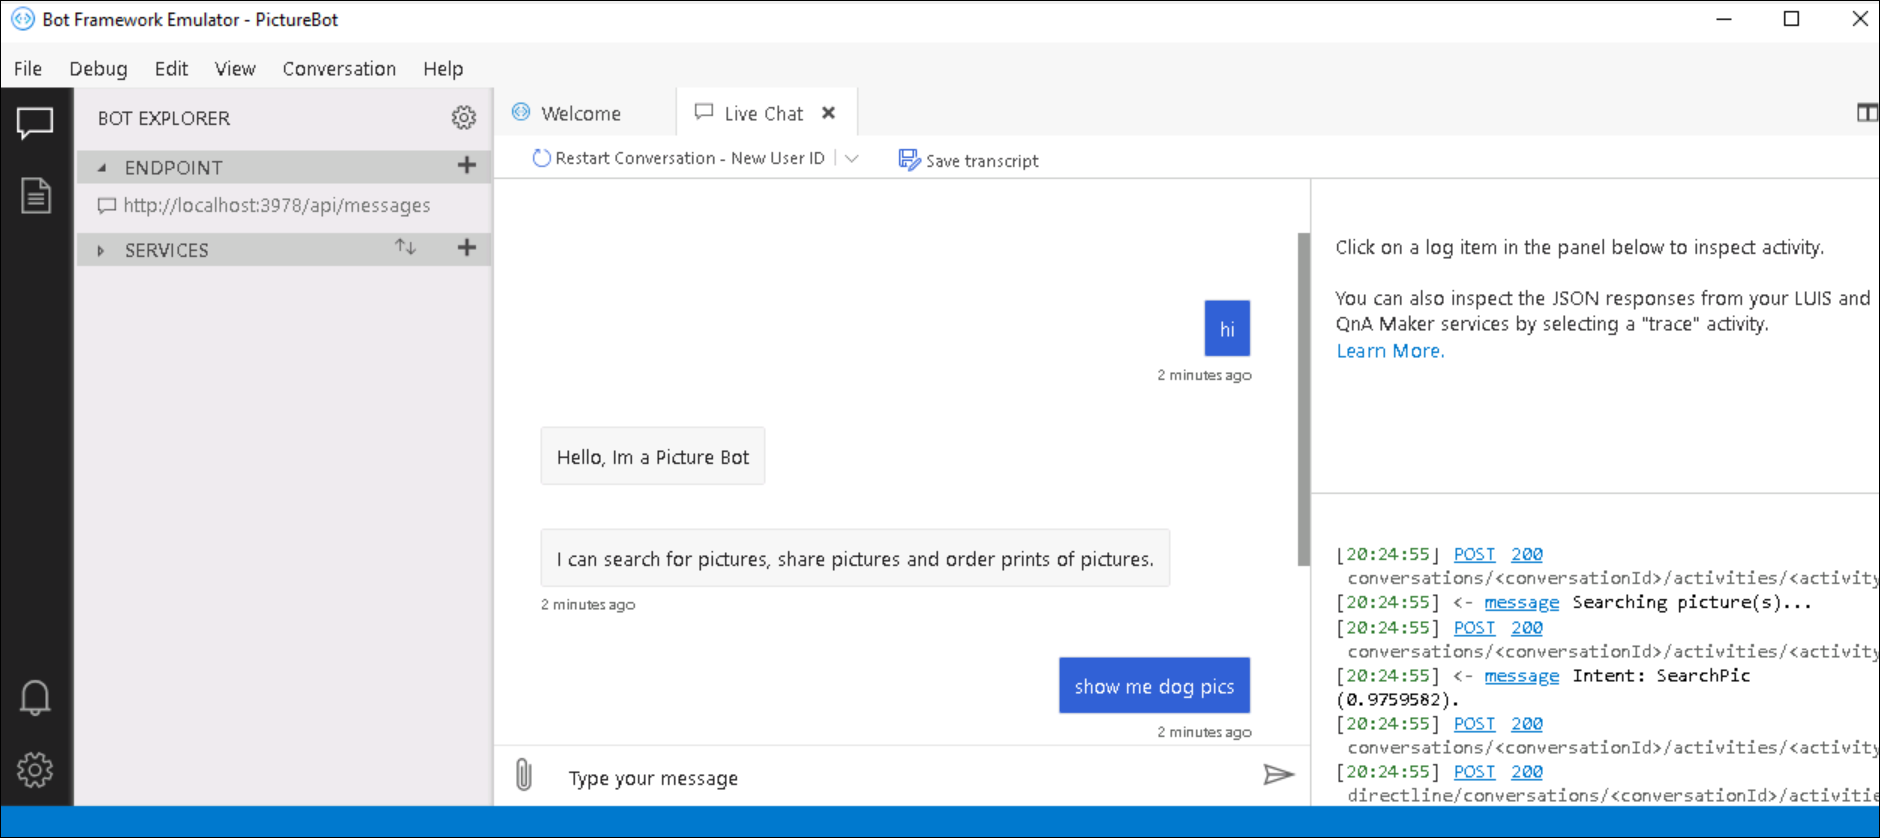 Bot Framework Emulator - PictureBot
File Debug Edit View Conversation Help
BOT EXPLORER
ENDPOINT
http://localhost:3978/api/messages
SERVICES
Welcome
Live Chat
Restart Conversation - New User ID
Save transcript
hi
2 minutes ago
Hello, Im a Picture Bot
I can search for pictures, share pictures and order prints of pictures.
2 minutes ago
show me dog pics
2 minutes ago
Type your message
Click on a log item in the panel below to inspect activity.
You can also inspect the JSON responses from your LUIS and
QnA Maker services by selecting a "trace" activity.
Learn More.
[20:24:55] POST 200
conversations/<conversationId>/activities/<activity
[20:24:55] <- message Searching picture(s)...
[20:24:55] POST 200
conversations/<conversationId>/activities/<activity
[20:24:55] <- message Intent: SearchPic
(0.9759582).
[20:24:55] POST 200
conversations/<conversationId>/activities/<activity
[20:24:55] POST 200
directline/conversations/<conversationId>/activitie